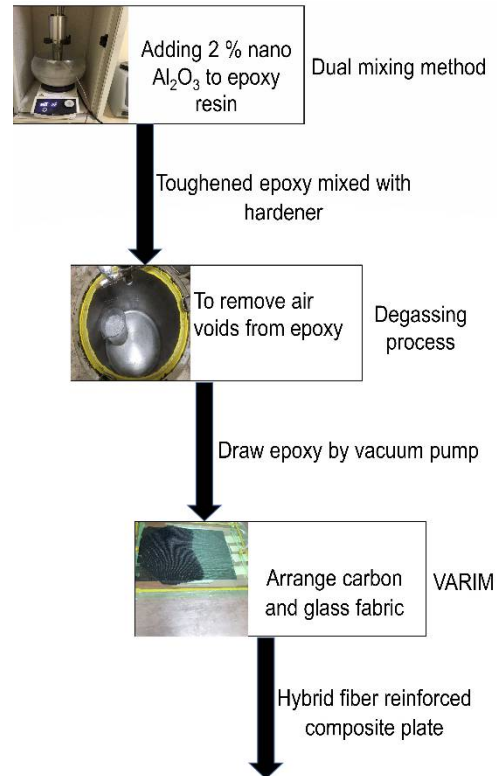 Adding 2 % nano
Al₂O₃ to epoxy
resin
Dual mixing method
Toughened epoxy mixed with
hardener
To remove air
voids from epoxy
Degassing
process
Draw epoxy by vacuum pump
Arrange carbon
and glass fabric
VARIM
Hybrid fiber reinforced
composite plate